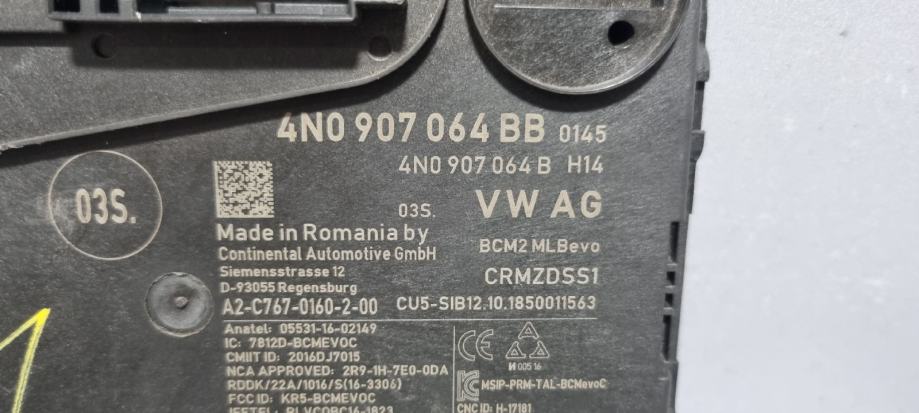 4N0 907 064 BB 0145
4N0 907 064 B H14
03S.
03S. VW AG
Made in Romania by
Continental Automotive GmbH
BCM2 MLBevo
Siemensstrasse 12
CRMZDSS1
D-93055 Regensburg
A2-C767-0160-2-00
CU5-SIB12.10.1850011563
Anatel: 05531-16-02149
IC: 7812D-BCMEVOC
CMIIT ID: 2016DJ7015
NCA APPROVED: 2R9-1H-7E0-0DA
RDDK/22A/1016/S(16-3306)
FCC ID: KR5-BCMEVOC
CE
И 005 16
MSIP-PRM-TAL-BCMevoC
CNC ID: H-17181